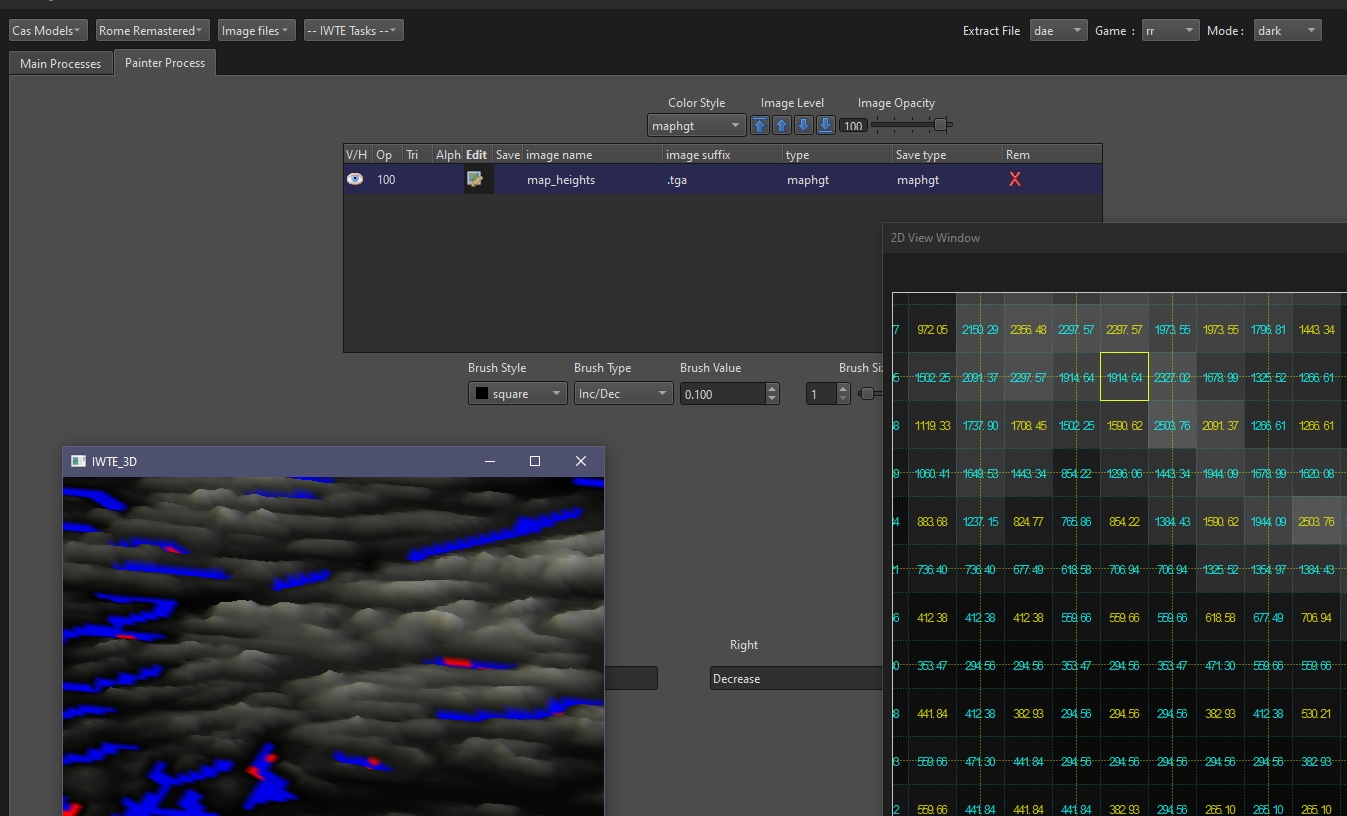 Cas Models Rome Remastered Image files -- IWTE Tasks -- Extract File dae Game : rr Mode : dark
Main Processes Painter Process
Color Style Image Level Image Opacity
maphgt 100
V/H Op Tri Alph Edit Save image name image suffix type Save type Rem
100 map_heights .tga maphgt maphgt X
2D View Window
7 972.05 2150.29 2356.48 2297.57 2297.57 1973.55 1973.55 1796.81 1443.34
Brush Style Brush Type Brush Value Brush Siz
5 1502.25 2091.37 2297.57 1914.64 1914.64 2327.02 1678.99 1325.52 1266.61
square Inc/Dec 0.100 1
8 1119.33 1737.90 1708.45 1502.25 1590.62 2503.76 2091.37 1266.61 1266.61
IWTE_3D
9 1060.41 1649.53 1443.34 854.22 1296.06 1443.34 1944.09 1678.99 1620.08
4 883.68 1237.15 824.77 765.86 854.22 1384.43 1590.62 1944.09 2503.76
1 736.40 736.40 677.49 618.58 706.94 706.94 1325.52 1354.97 1384.43
6 412.38 412.38 412.38 559.66 559.66 559.66 618.58 677.49 706.94
Right
0 353.47 294.56 294.56 353.47 294.56 353.47 471.30 559.66 559.66
Decrease
8 441.84 412.38 382.93 294.56 294.56 294.56 382.93 412.38 530.21
3 559.66 471.30 441.84 294.56 294.56 294.56 294.56 294.56 382.93
2 559.66 441.84 441.84 441.84 382.93 294.56 265.10 265.10 265.10